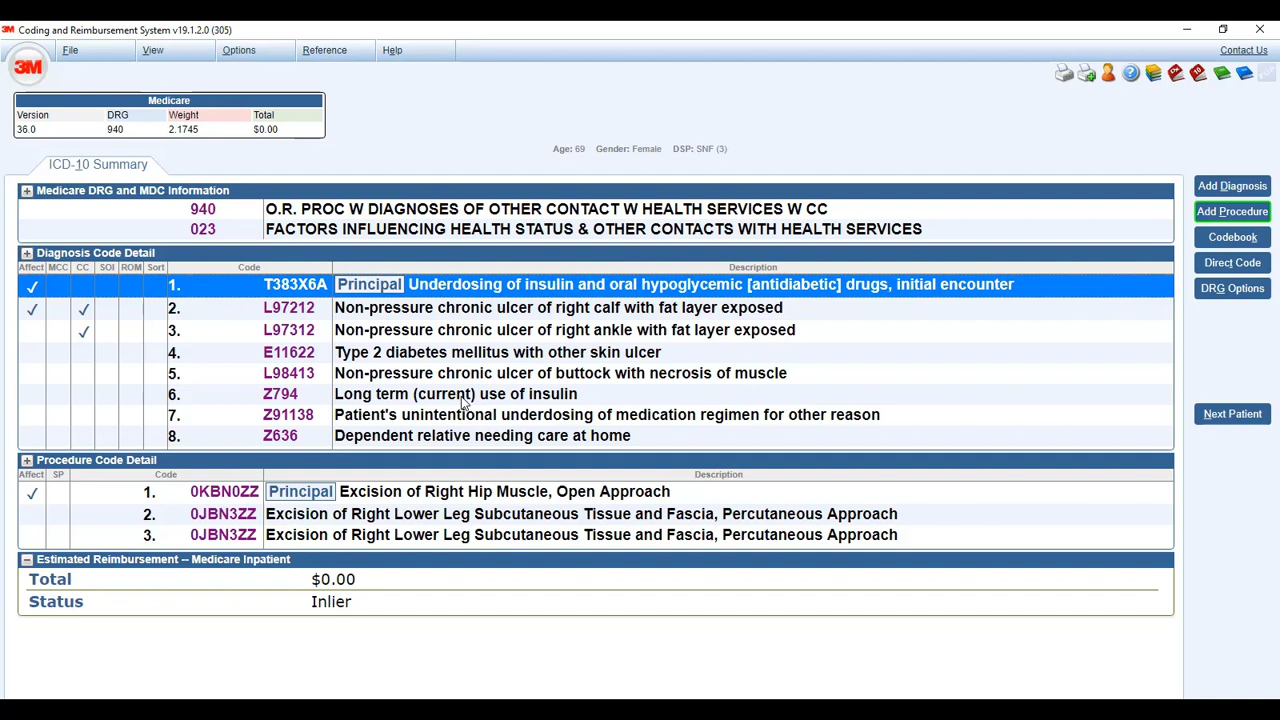 Coding and Reimbursement System v19.1.2.0 (305)
File View Options Reference Help Contact Us
3M
Medicare
Version DRG Weight Total
36.0 940 2.1745 $0.00
Age: 69 Gender: Female DSP: SNF (3)
ICD-10 Summary
Medicare DRG and MDC Information
940 O.R. PROC W DIAGNOSES OF OTHER CONTACT W HEALTH SERVICES W CC
023 FACTORS INFLUENCING HEALTH STATUS & OTHER CONTACTS WITH HEALTH SERVICES
Diagnosis Code Detail
Affect MCC CC SOI ROM Sort Code Description
1. T383X6A Principal Underdosing of insulin and oral hypoglycemic [antidiabetic] drugs, initial encounter
2. L97212 Non-pressure chronic ulcer of right calf with fat layer exposed
3. L97312 Non-pressure chronic ulcer of right ankle with fat layer exposed
4. E11622 Type 2 diabetes mellitus with other skin ulcer
5. L98413 Non-pressure chronic ulcer of buttock with necrosis of muscle
6. Z794 Long term (current) use of insulin
7. Z91138 Patient's unintentional underdosing of medication regimen for other reason
8. Z636 Dependent relative needing care at home
Procedure Code Detail
Affect SP Code Description
1. 0KBN0ZZ Principal Excision of Right Hip Muscle, Open Approach
2. 0JBN3ZZ Excision of Right Lower Leg Subcutaneous Tissue and Fascia, Percutaneous Approach
3. 0JBN3ZZ Excision of Right Lower Leg Subcutaneous Tissue and Fascia, Percutaneous Approach
Estimated Reimbursement -- Medicare Inpatient
Total $0.00
Status Inlier
Add Diagnosis
Add Procedure
Codebook
Direct Code
DRG Options
Next Patient